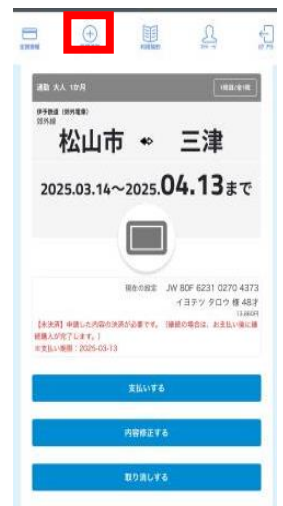 通勤 大人 1か月
伊予鉄道 (郊外電車)
郊外線
松山市 ⇔ 三津
2025.03.14〜2025.04.13まで
現在の設定 JW 80F 6231 0270 4373
イヨテツ タロウ 様 48才
【未決済】申請した内容の決済が必要です。(継続の場合は、お支払い後に継
続購入が完了します。)
※支払い期限：2025-03-13
支払いする
内容修正する
取り消しする